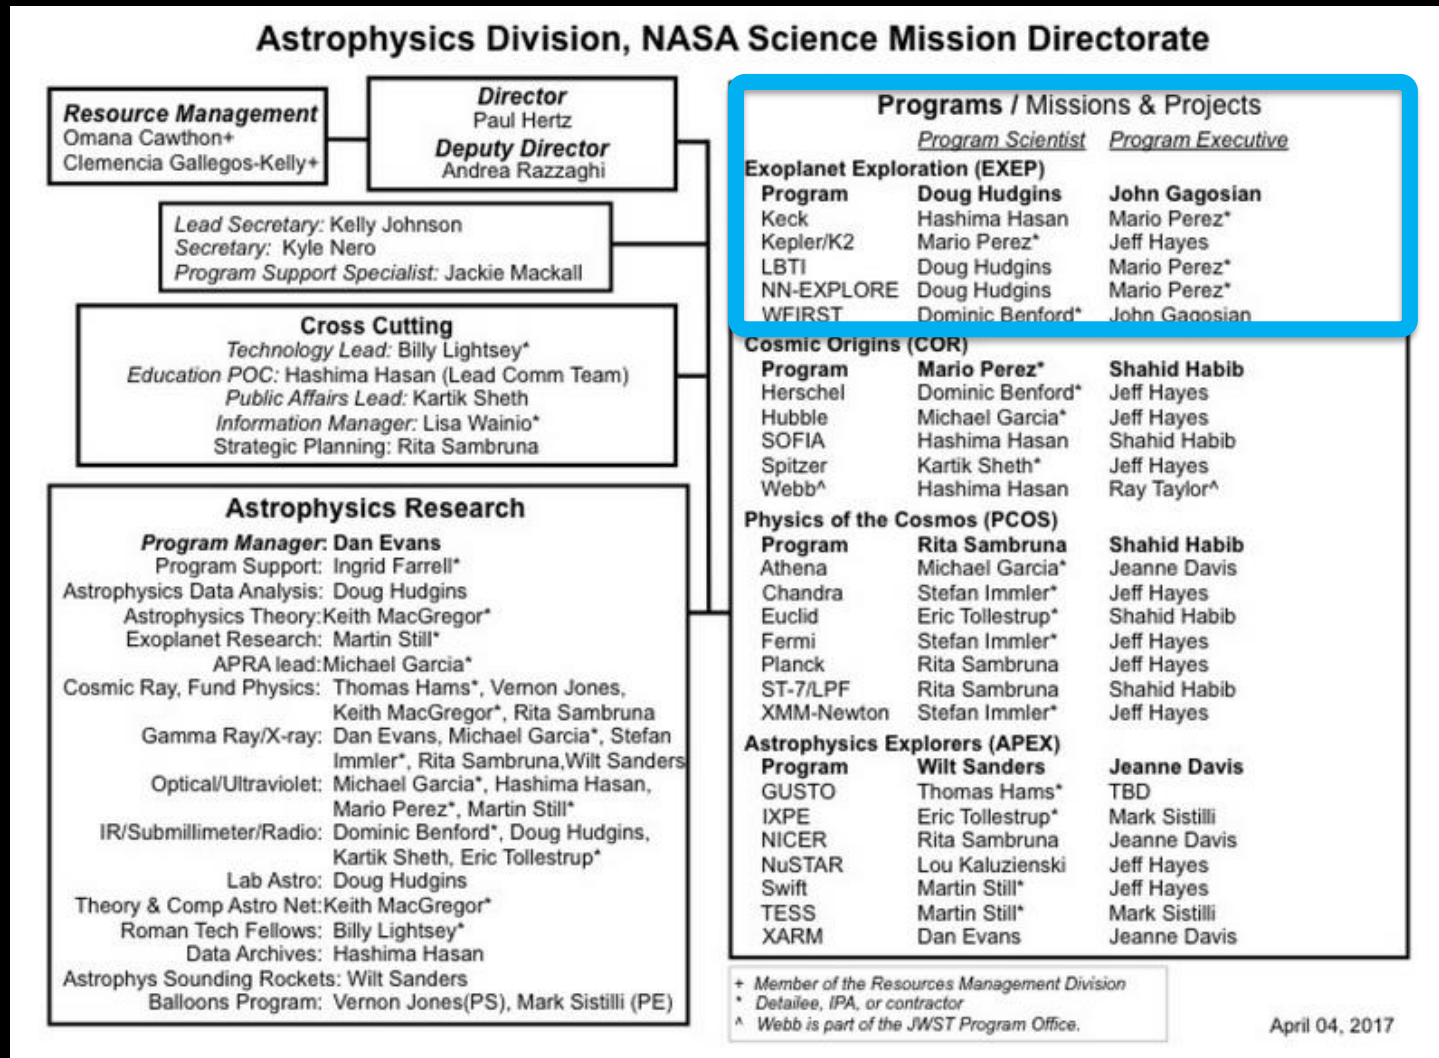 Astrophysics Division, NASA Science Mission Directorate
Resource Management
Omana Cawthon+
Clemencia Gallegos-Kelly+
Director
Paul Hertz
Deputy Director
Andrea Razzaghi
Lead Secretary: Kelly Johnson
Secretary: Kyle Nero
Program Support Specialist: Jackie Mackall
Cross Cutting
Technology Lead: Billy Lightsey*
Education POC: Hashima Hasan (Lead Comm Team)
Public Affairs Lead: Kartik Sheth
Information Manager: Lisa Wainio*
Strategic Planning: Rita Sambruna
Astrophysics Research
Program Manager: Dan Evans
Program Support: Ingrid Farrell*
Astrophysics Data Analysis: Doug Hudgins
Astrophysics Theory:Keith MacGregor*
Exoplanet Research: Martin Still*
APRA lead:Michael Garcia*
Cosmic Ray, Fund Physics: Thomas Hams*, Vernon Jones,
Keith MacGregor*, Rita Sambruna
Gamma Ray/X-ray: Dan Evans, Michael Garcia*, Stefan
Immler*, Rita Sambruna,Wilt Sanders
Optical/Ultraviolet: Michael Garcia*, Hashima Hasan,
Mario Perez*, Martin Still*
IR/Submillimeter/Radio: Dominic Benford*, Doug Hudgins,
Kartik Sheth, Eric Tollestrup*
Lab Astro: Doug Hudgins
Theory & Comp Astro Net:Keith MacGregor*
Roman Tech Fellows: Billy Lightsey*
Data Archives: Hashima Hasan
Astrophys Sounding Rockets: Wilt Sanders
Balloons Program: Vernon Jones(PS), Mark Sistilli (PE)
Programs / Missions & Projects
Program Scientist Program Executive
Exoplanet Exploration (EXEP)
Program Doug Hudgins John Gagosian
Keck Hashima Hasan Mario Perez*
Kepler/K2 Mario Perez* Jeff Hayes
LBTI Doug Hudgins Mario Perez*
NN-EXPLORE Doug Hudgins Mario Perez*
WFIRST Dominic Benford* John Gagosian
Cosmic Origins (COR)
Program Mario Perez* Shahid Habib
Herschel Dominic Benford* Jeff Hayes
Hubble Michael Garcia* Jeff Hayes
SOFIA Hashima Hasan Shahid Habib
Spitzer Kartik Sheth* Jeff Hayes
Webb^ Hashima Hasan Ray Taylor^
Physics of the Cosmos (PCOS)
Program Rita Sambruna Shahid Habib
Athena Michael Garcia* Jeanne Davis
Chandra Stefan Immler* Jeff Hayes
Euclid Eric Tollestrup* Shahid Habib
Fermi Stefan Immler* Jeff Hayes
Planck Rita Sambruna Jeff Hayes
ST-7/LPF Rita Sambruna Shahid Habib
XMM-Newton Stefan Immler* Jeff Hayes
Astrophysics Explorers (APEX)
Program Wilt Sanders Jeanne Davis
GUSTO Thomas Hams* TBD
IXPE Eric Tollestrup* Mark Sistilli
NICER Rita Sambruna Jeanne Davis
NuSTAR Lou Kaluzienski Jeff Hayes
Swift Martin Still* Jeff Hayes
TESS Martin Still* Mark Sistilli
XARM Dan Evans Jeanne Davis
+ Member of the Resources Management Division
* Detailee, IPA, or contractor
^ Webb is part of the JWST Program Office.
April 04, 2017